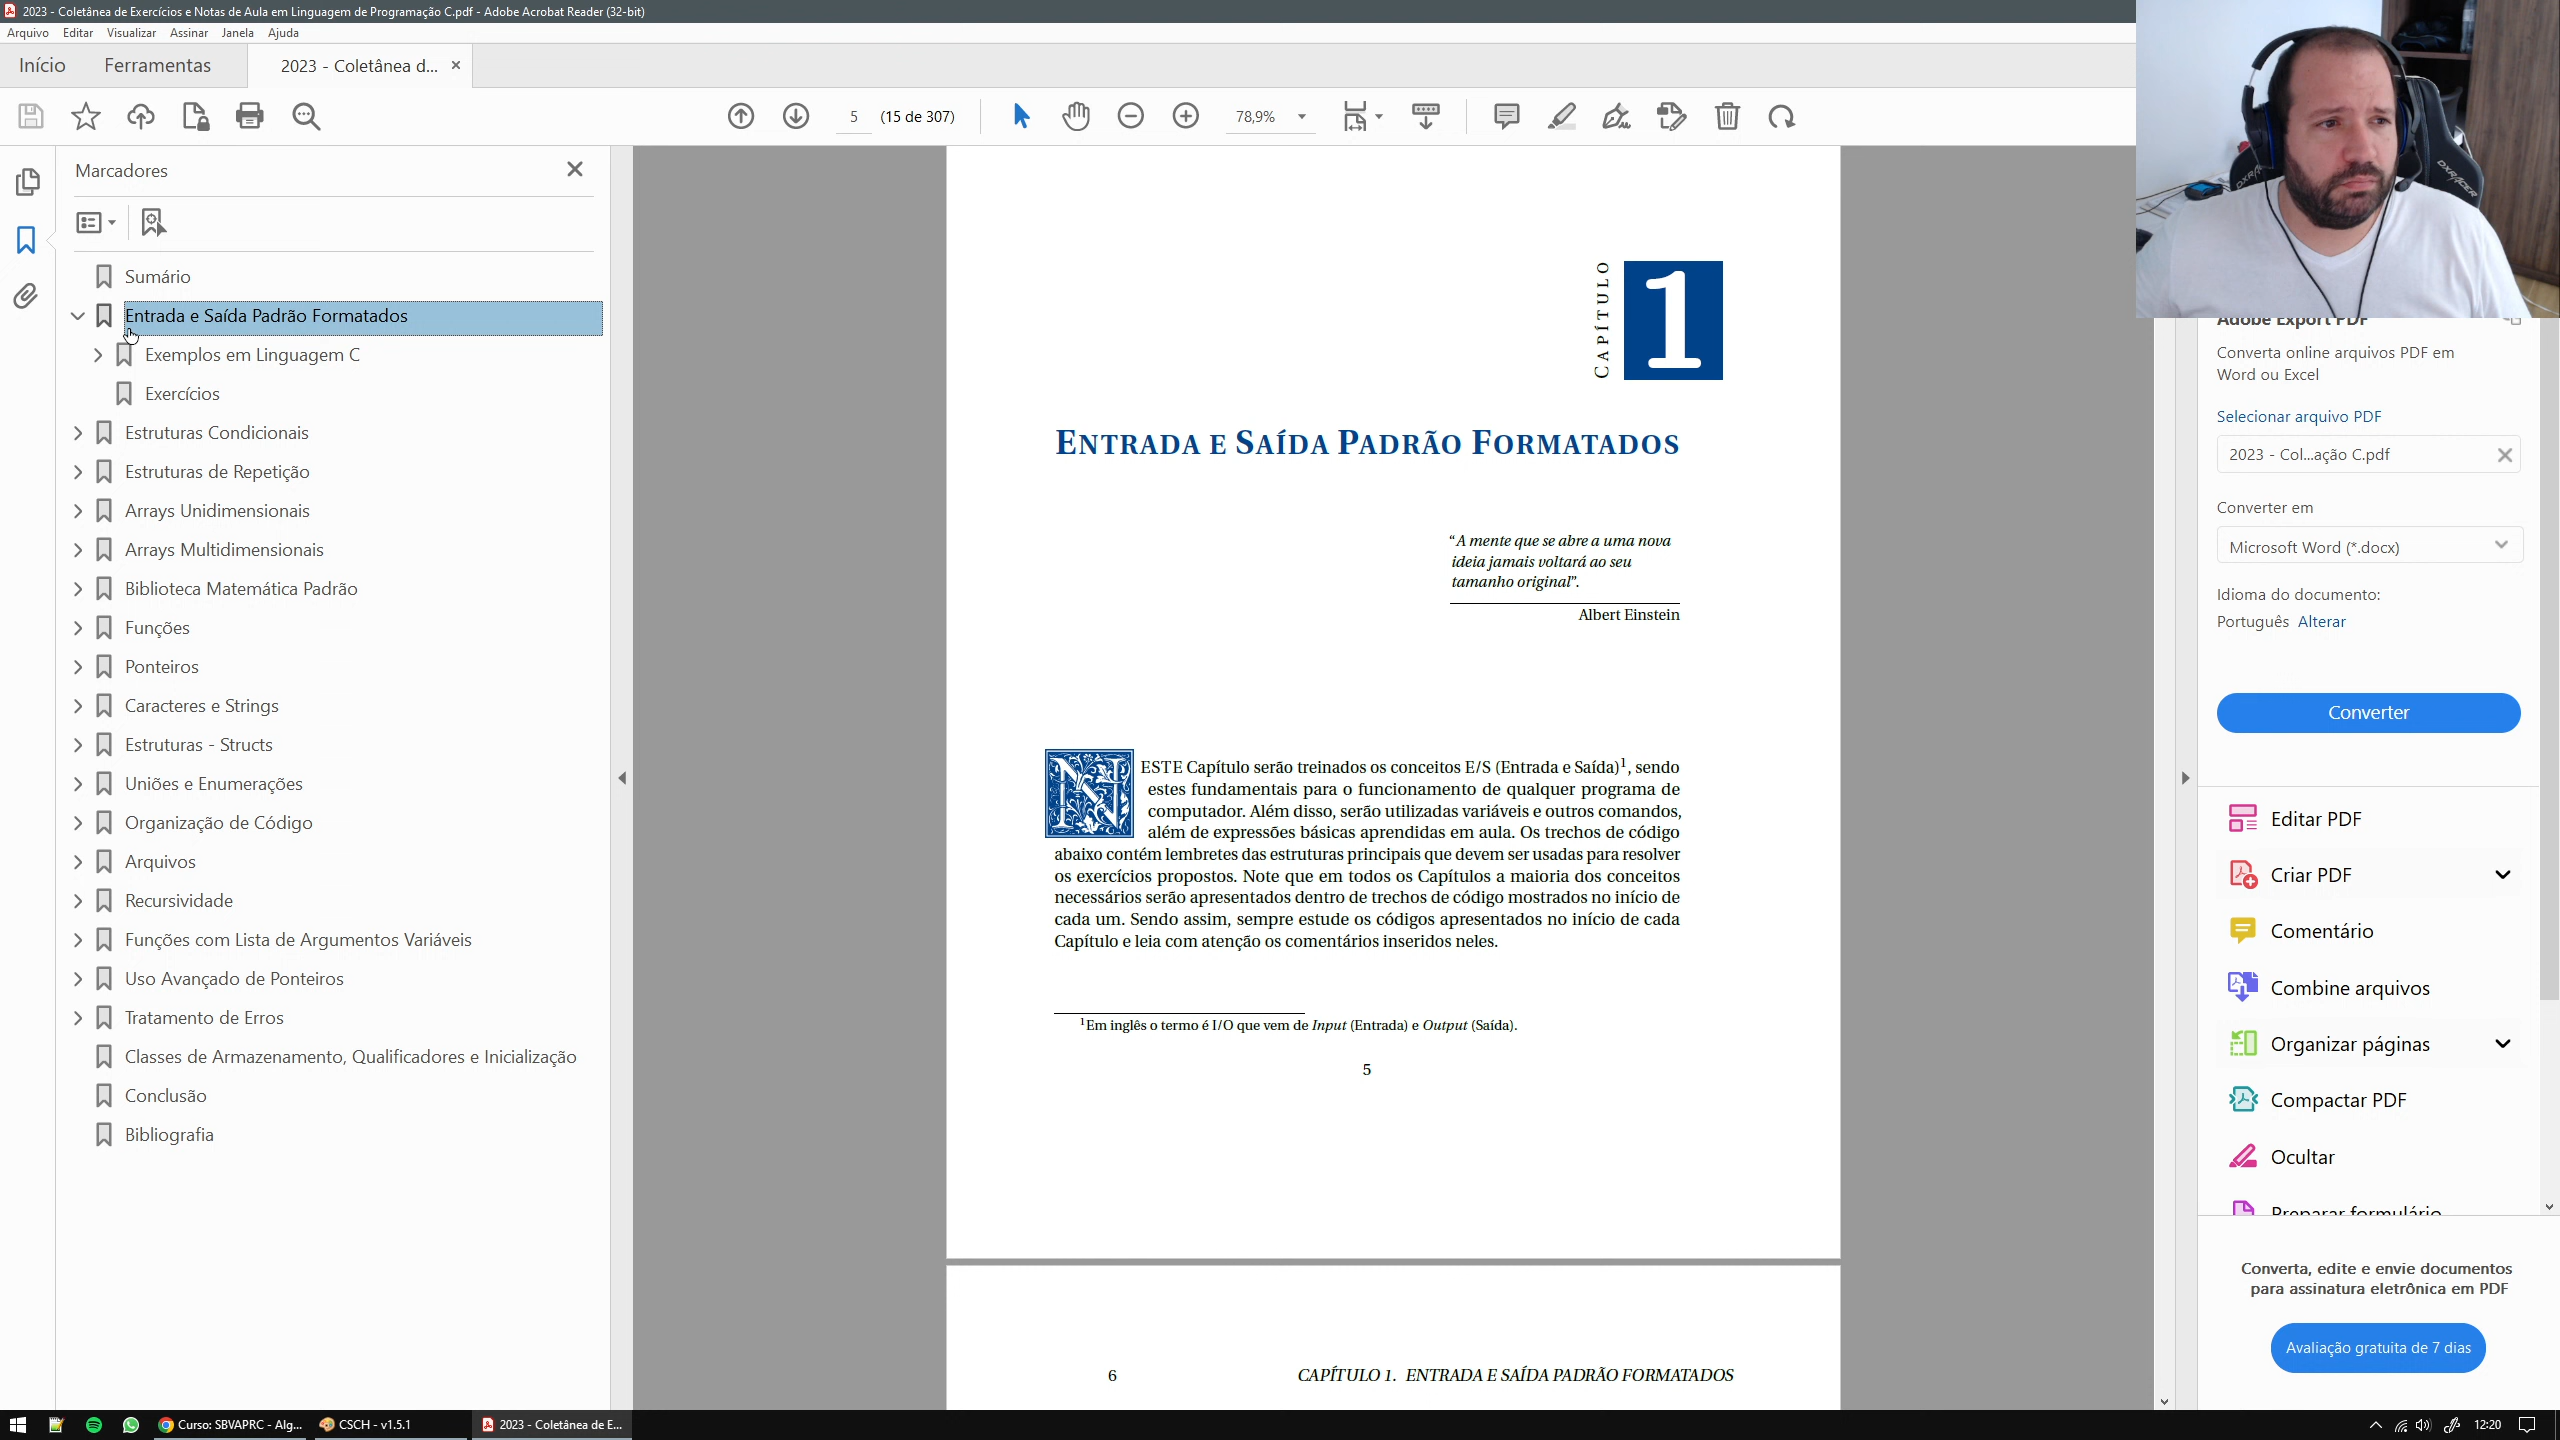 2023 - Coletânea de Exercícios e Notas de Aula em Linguagem de Programação C.pdf - Adobe Acrobat Reader (32-bit)
Arquivo Editar Visualizar Assinar Janela Ajuda
Início Ferramentas 2023 - Coletânea d...
5 (15 de 307) 78,9%
Marcadores
Sumário
Entrada e Saída Padrão Formatados
Exemplos em Linguagem C
Exercícios
Estruturas Condicionais
Estruturas de Repetição
Arrays Unidimensionais
Arrays Multidimensionais
Biblioteca Matemática Padrão
Funções
Ponteiros
Caracteres e Strings
Estruturas - Structs
Uniões e Enumerações
Organização de Código
Arquivos
Recursividade
Funções com Lista de Argumentos Variáveis
Uso Avançado de Ponteiros
Tratamento de Erros
Classes de Armazenamento, Qualificadores e Inicialização
Conclusão
Bibliografia
CAPÍTULO
1
ENTRADA E SAÍDA PADRÃO FORMATADOS
“A mente que se abre a uma nova
ideia jamais voltará ao seu
tamanho original”.
Albert Einstein
NESTE Capítulo serão treinados os conceitos E/S (Entrada e Saída)1, sendo
estes fundamentais para o funcionamento de qualquer programa de
computador. Além disso, serão utilizadas variáveis e outros comandos,
além de expressões básicas aprendidas em aula. Os trechos de código
abaixo contém lembretes das estruturas principais que devem ser usadas para resolver
os exercícios propostos. Note que em todos os Capítulos a maioria dos conceitos
necessários serão apresentados dentro de trechos de código mostrados no início de
cada um. Sendo assim, sempre estude os códigos apresentados no início de cada
Capítulo e leia com atenção os comentários inseridos neles.
1Em inglês o termo é I/O que vem de Input (Entrada) e Output (Saída).
5
6 CAPÍTULO 1. ENTRADA E SAÍDA PADRÃO FORMATADOS
DXRACER
DXRACER
Adobe Export PDF
Converta online arquivos PDF em
Word ou Excel
Selecionar arquivo PDF
2023 - Col...ação C.pdf
Converter em
Microsoft Word (*.docx)
Idioma do documento:
Português Alterar
Converter
Editar PDF
Criar PDF
Comentário
Combine arquivos
Organizar páginas
Compactar PDF
Ocultar
Preparar formulário
Converta, edite e envie documentos
para assinatura eletrônica em PDF
Avaliação gratuita de 7 dias
Curso: SBVAPRC - Alg... CSCH - v1.5.1 2023 - Coletânea de E... 12:20